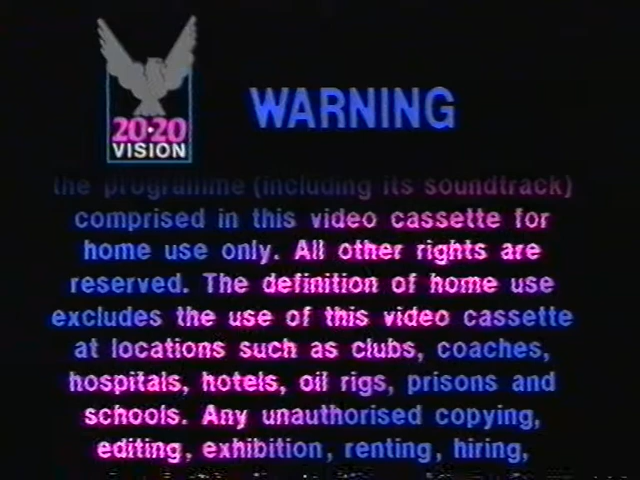 20·20
VISION
WARNING
the programme (including its soundtrack)
comprised in this video cassette for
home use only. All other rights are
reserved. The definition of home use
excludes the use of this video cassette
at locations such as clubs, coaches,
hospitals, hotels, oil rigs, prisons and
schools. Any unauthorised copying,
editing, exhibition, renting, hiring,